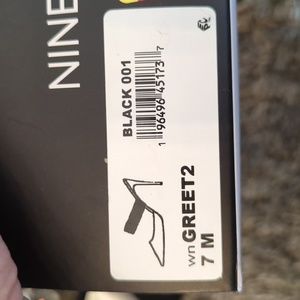 NINE
BLACK 001
1 96496 45173 7
wn GREET2
7 M